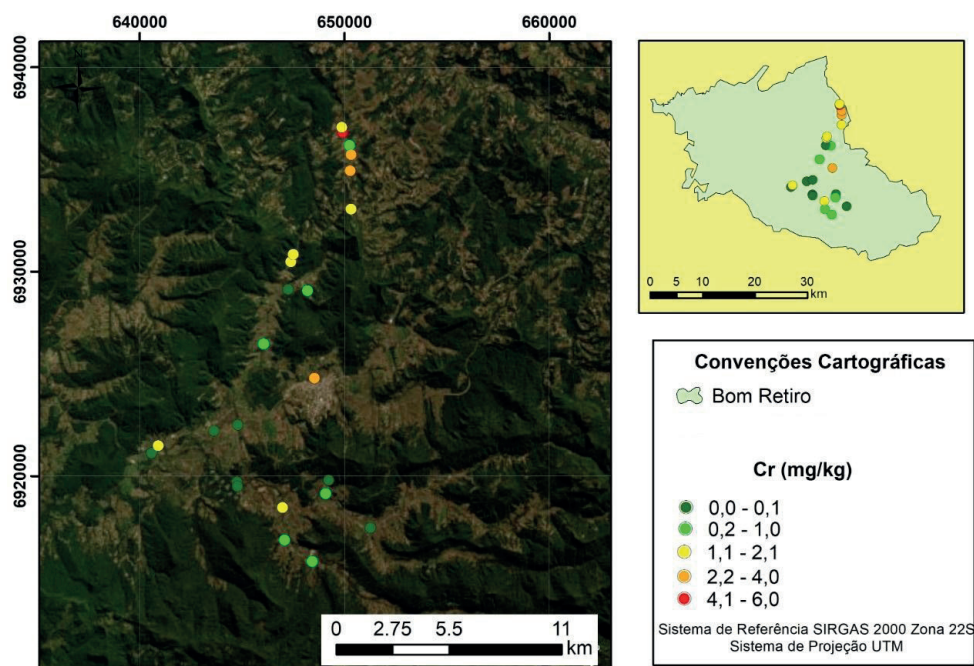 640000 650000 660000
6940000
6930000
6920000
0 2.75 5.5 11
km
0 5 10 20 30
km
Convenções Cartográficas
Bom Retiro
Cr (mg/kg)
0,0 - 0,1
0,2 - 1,0
1,1 - 2,1
2,2 - 4,0
4,1 - 6,0
Sistema de Referência SIRGAS 2000 Zona 22S
Sistema de Projeção UTM